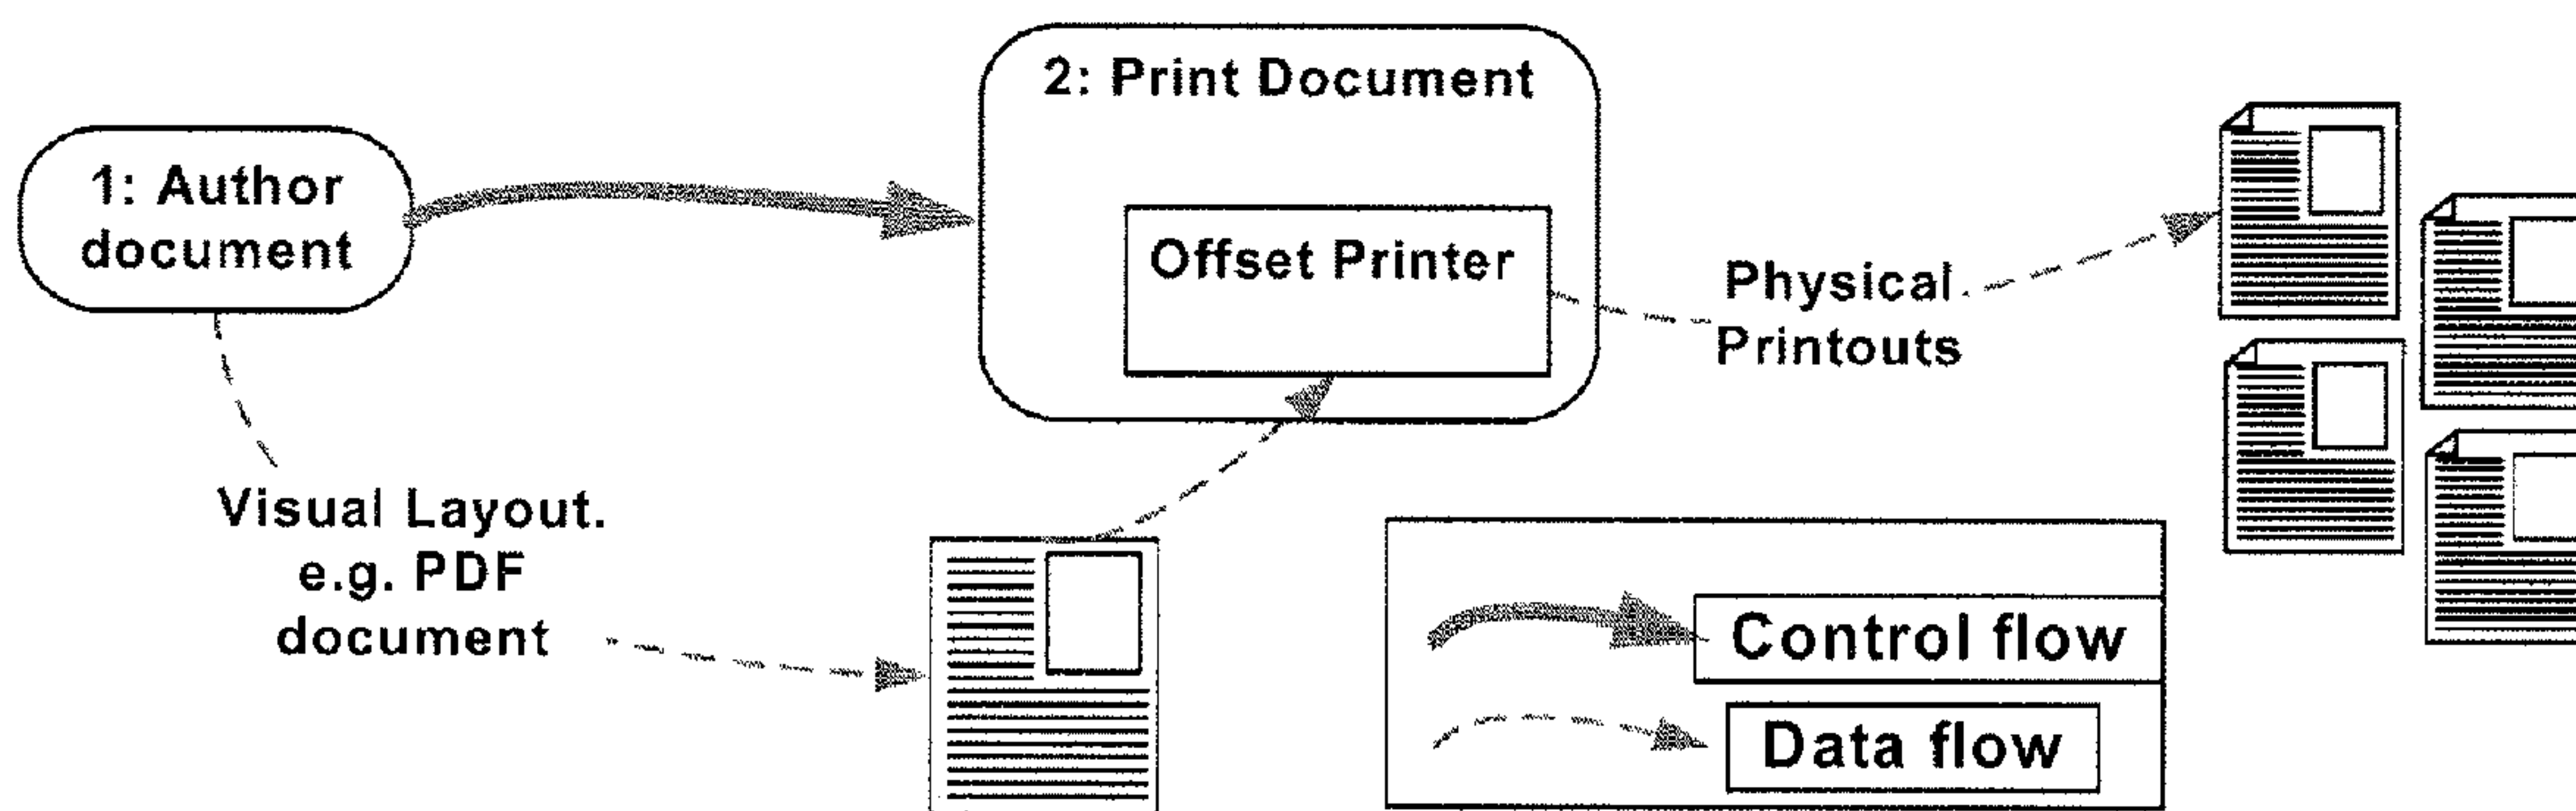 1: Author
document
2: Print Document
Offset Printer
Physical
Printouts
Visual Layout.
e.g. PDF
document
Control flow
Data flow